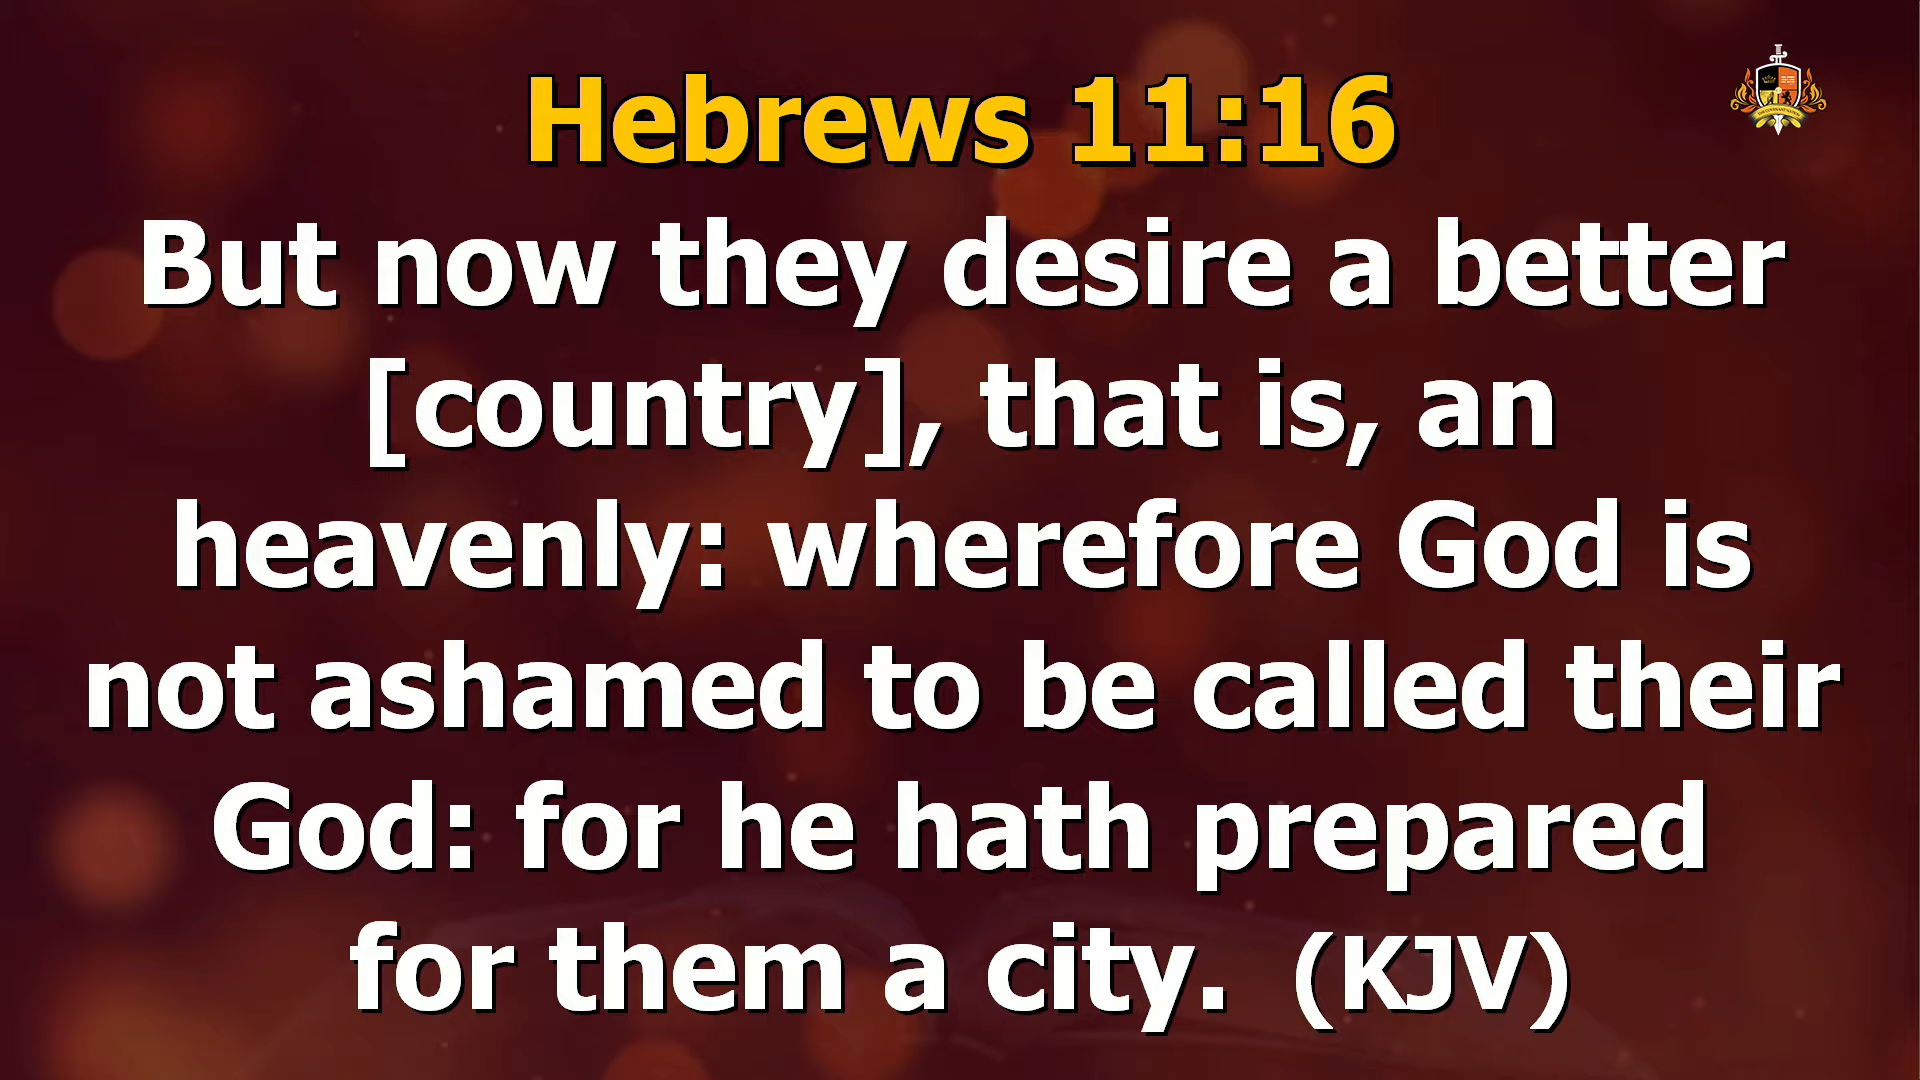 Hebrews 11:16
But now they desire a better
[country], that is, an
heavenly: wherefore God is
not ashamed to be called their
God: for he hath prepared
for them a city. (KJV)